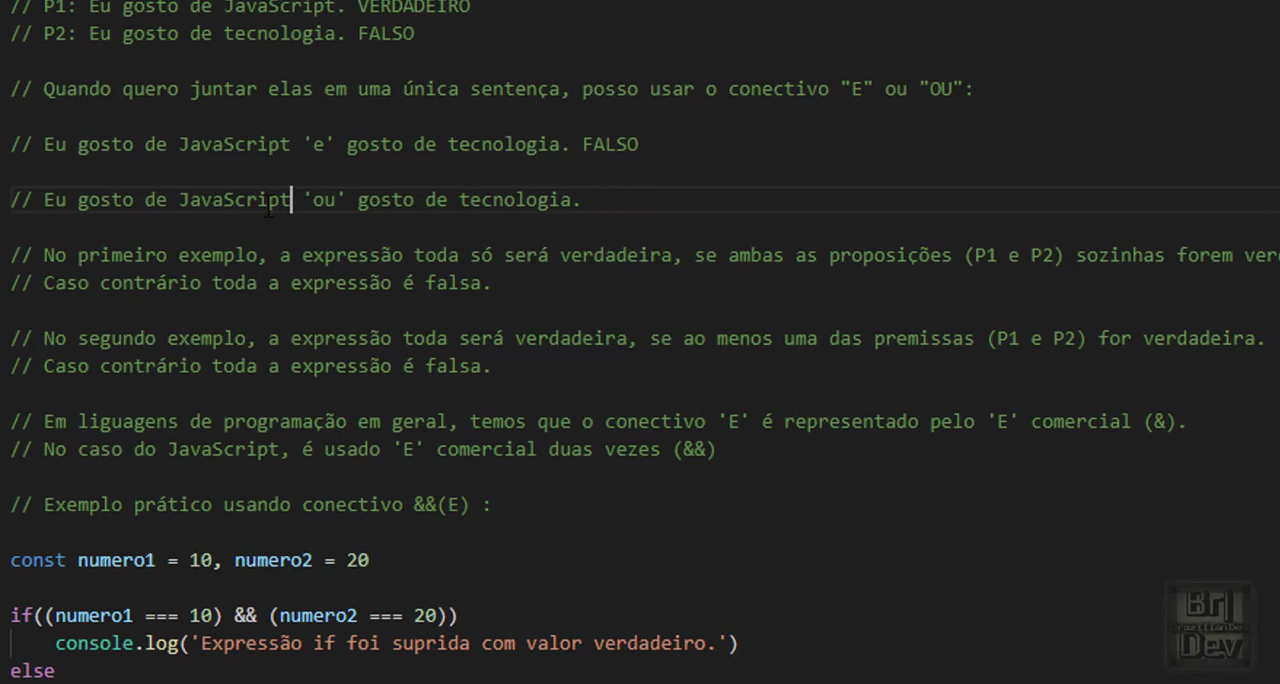 // P1: Eu gosto de JavaScript. VERDADEIRO
// P2: Eu gosto de tecnologia. FALSO
// Quando quero juntar elas em uma única sentença, posso usar o conectivo "E" ou "OU":
// Eu gosto de JavaScript 'e' gosto de tecnologia. FALSO
// Eu gosto de JavaScript 'ou' gosto de tecnologia.
// No primeiro exemplo, a expressão toda só será verdadeira, se ambas as proposições (P1 e P2) sozinhas forem
// Caso contrário toda a expressão é falsa.
// No segundo exemplo, a expressão toda será verdadeira, se ao menos uma das premissas (P1 e P2) for verdadeira.
// Caso contrário toda a expressão é falsa.
// Em liguagens de programação em geral, temos que o conectivo 'E' é representado pelo 'E' comercial (&).
// No caso do JavaScript, é usado 'E' comercial duas vezes (&&)
// Exemplo prático usando conectivo &&(E) :
const numero1 = 10, numero2 = 20
if((numero1 === 10) && (numero2 === 20))
console.log('Expressão if foi suprida com valor verdadeiro.')
else
Br
Dev